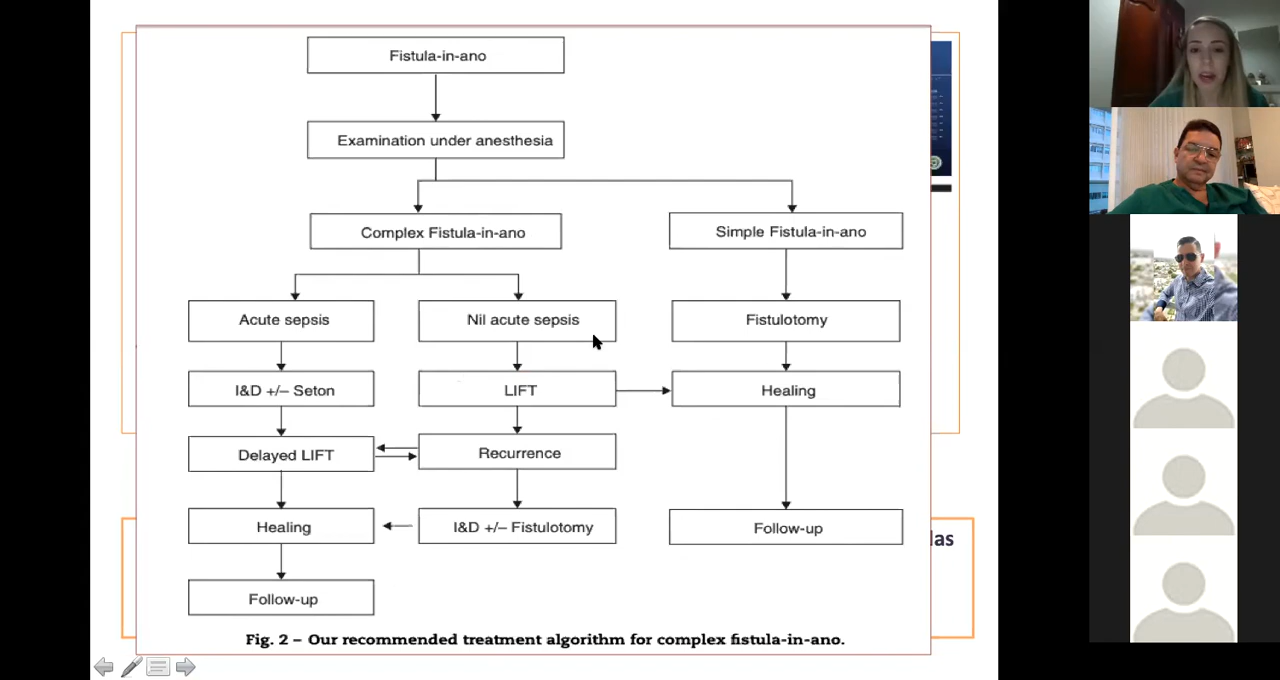 Fistula-in-ano
Examination under anesthesia
Complex Fistula-in-ano
Simple Fistula-in-ano
Acute sepsis
Nil acute sepsis
Fistulotomy
I&D +/– Seton
LIFT
Healing
Delayed LIFT
Recurrence
Healing
I&D +/– Fistulotomy
Follow-up
las
Follow-up
Fig. 2 – Our recommended treatment algorithm for complex fistula-in-ano.